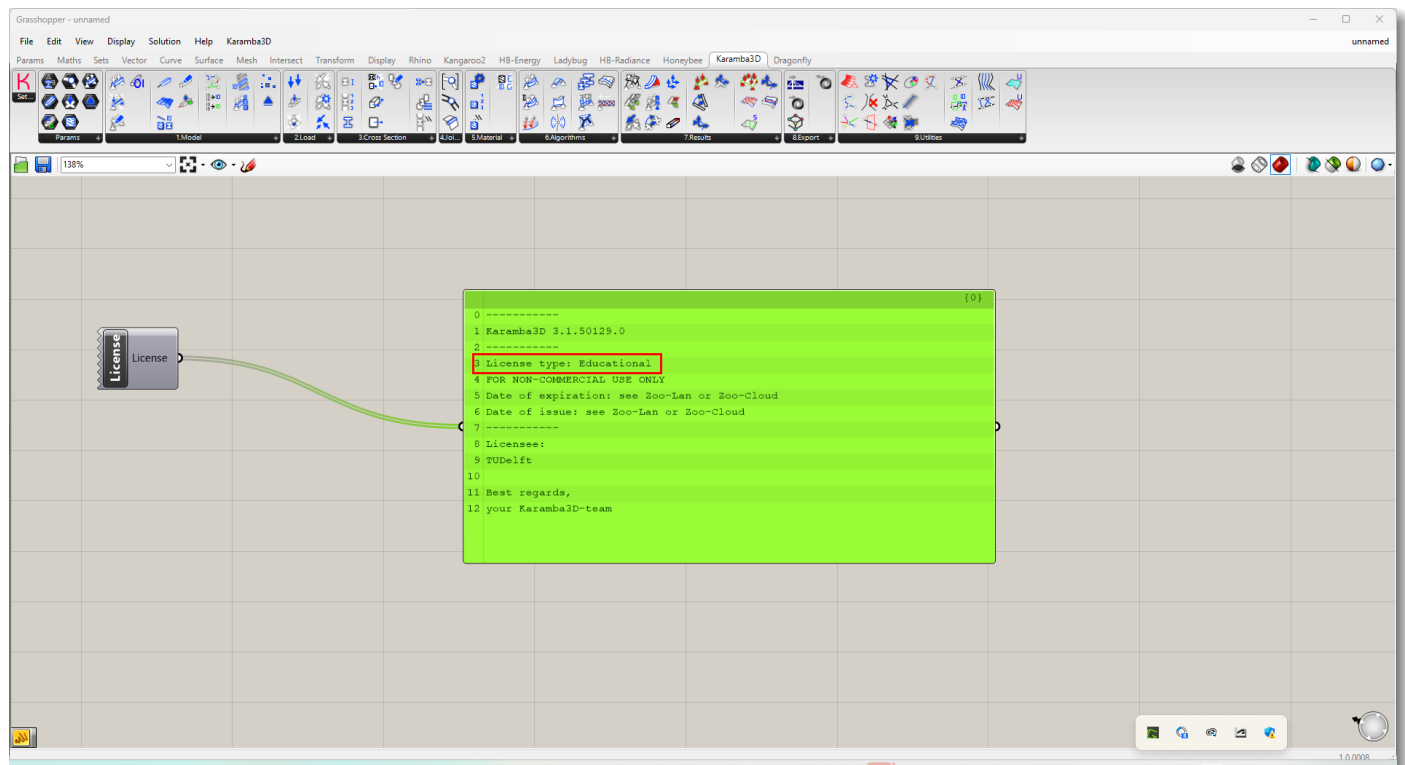 Grasshopper - unnamed
File Edit View Display Solution Help Karamba3D
unnamed
Params Maths Sets Vector Curve Surface Mesh Intersect Transform Display Rhino Kangaroo2 HB-Energy Ladybug HB-Radiance Honeybee Karamba3D Dragonfly
Set...
Params 1.Model 2.Load 3.Cross Section 4.Joi... 5.Material 6.Algorithms 7.Results 8.Export 9.Utilities
138%
{0}
0 -----------
1 Karamba3D 3.1.50129.0
2 -----------
3 License type: Educational
4 FOR NON-COMMERCIAL USE ONLY
5 Date of expiration: see Zoo-Lan or Zoo-Cloud
6 Date of issue: see Zoo-Lan or Zoo-Cloud
7 -----------
8 Licensee:
9 TUDelft
10
11 Best regards,
12 your Karamba3D-team
License
License
1.0.0008